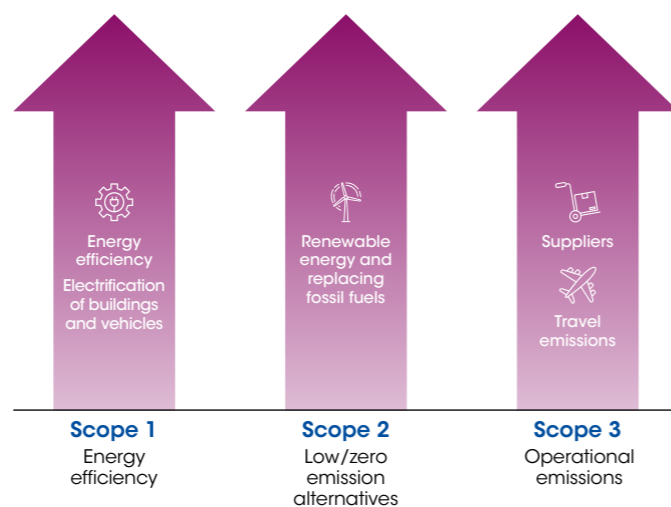 Energy
efficiency
Electrification
of buildings
and vehicles
Renewable
energy and
replacing
fossil fuels
Suppliers
Travel
emissions
Scope 1
Energy
efficiency
Scope 2
Low/zero
emission
alternatives
Scope 3
Operational
emissions